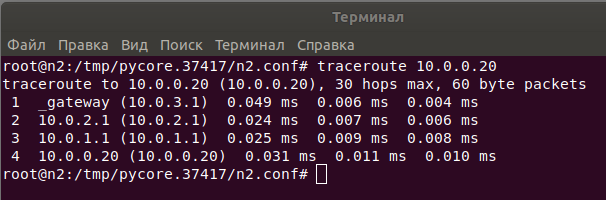 Терминал
Файл Правка Вид Поиск Терминал Справка
root@n2:/tmp/pycore.37417/n2.conf# traceroute 10.0.0.20
traceroute to 10.0.0.20 (10.0.0.20), 30 hops max, 60 byte packets
 1  _gateway (10.0.3.1)  0.049 ms  0.006 ms  0.004 ms
 2  10.0.2.1 (10.0.2.1)  0.024 ms  0.007 ms  0.006 ms
 3  10.0.1.1 (10.0.1.1)  0.025 ms  0.009 ms  0.008 ms
 4  10.0.0.20 (10.0.0.20)  0.031 ms  0.011 ms  0.010 ms
root@n2:/tmp/pycore.37417/n2.conf#